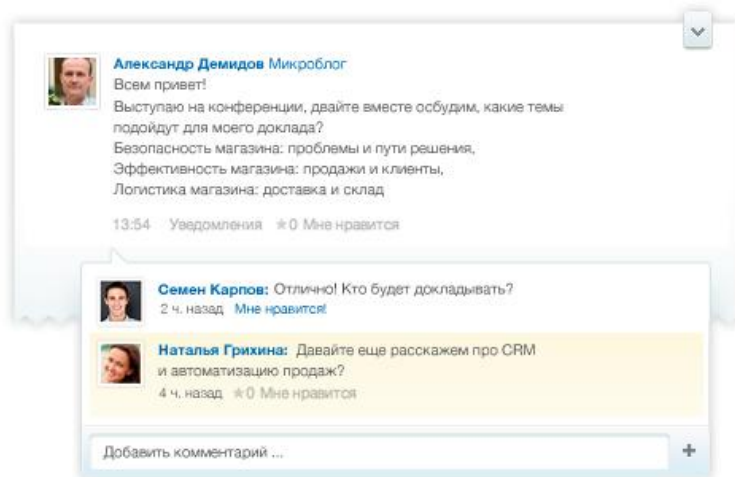 Александр Демидов Микроблог
Всем привет!
Выступаю на конференции, двайте вместе осбудим, какие темы
подойдут для моего доклада?
Безопасность магазина: проблемы и пути решения,
Эффективность магазина: продажи и клиенты,
Логистика магазина: доставка и склад
13:54 Уведомления ★0 Мне нравится
Семен Карпов: Отлично! Кто будет докладывать?
2 ч. назад Мне нравится!
Наталья Грихина: Давайте еще расскажем про CRM
и автоматизацию продаж?
4 ч. назад ★0 Мне нравится
Добавить комментарий ...